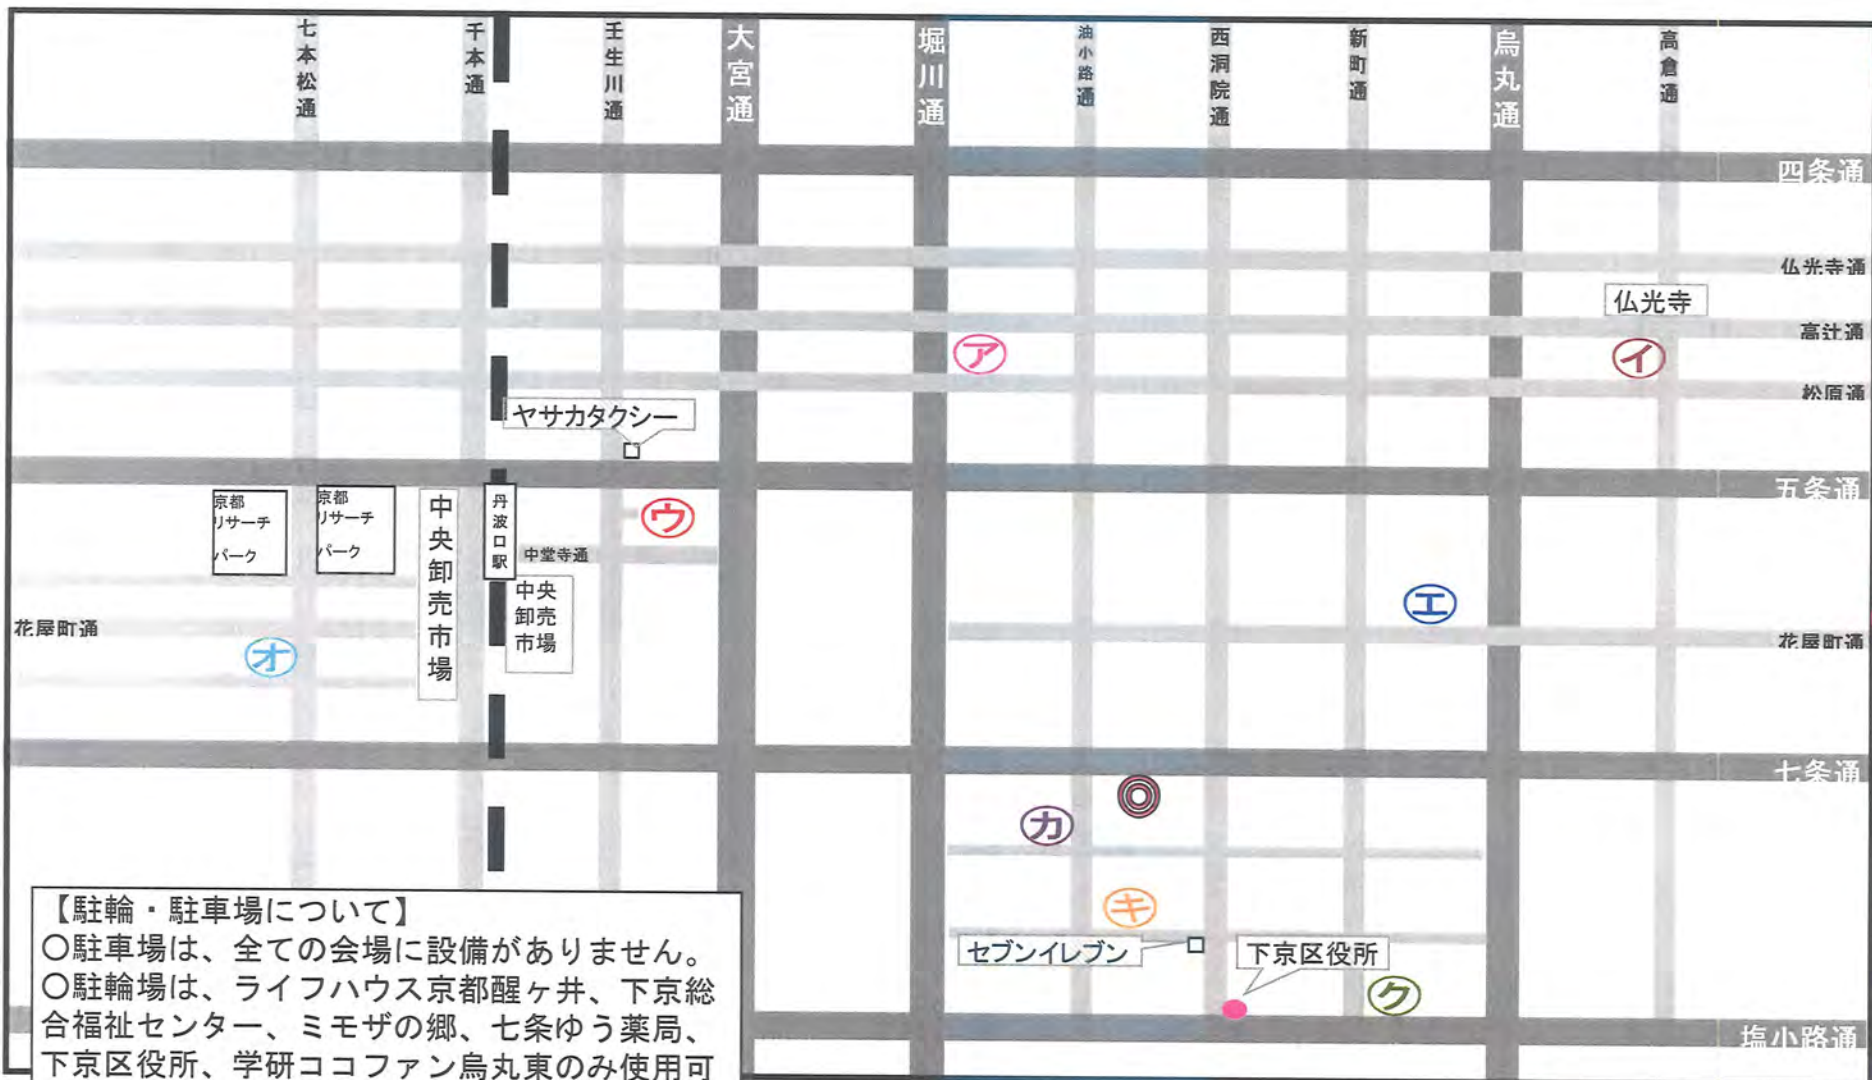 七本松通
千本通
壬生川通
大宮通
堀川通
油小路通
西洞院通
新町通
烏丸通
高倉通
四条通
仏光寺通
仏光寺
高辻通
ア
イ
松原通
ヤサカタクシー
五条通
京都
リサーチ
パーク
京都
リサーチ
パーク
中央卸売市場
丹波口駅
ウ
中堂寺通
中央
卸売
市場
エ
花屋町通
花屋町通
オ
七条通
カ
キ
セブンイレブン
下京区役所
ク
塩小路通
【駐輪・駐車場について】
〇駐車場は、全ての会場に設備がありません。
〇駐輪場は、ライフハウス京都醒ヶ井、下京総
合福祉センター、ミモザの郷、七条ゆう薬局、
下京区役所、学研ココファン烏丸東のみ使用可